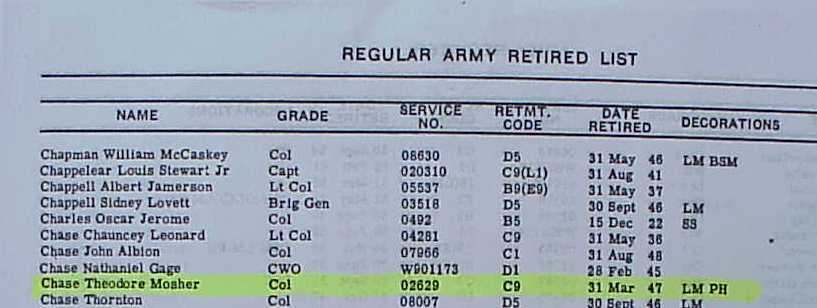 REGULAR ARMY RETIRED LIST
NAME GRADE SERVICE NO. RETMT. CODE DATE RETIRED DECORATIONS
Chapman William McCaskey Col 08630 D5 31 May 46 LM BSM
Chappelear Louis Stewart Jr Capt 020310 C9(L1) 31 Aug 41
Chappell Albert Jamerson Lt Col 05537 B9(E9) 31 May 37
Chappell Sidney Lovett Brig Gen 03518 D5 30 Sept 46 LM
Charles Oscar Jerome Col 0492 B5 15 Dec 22 SS
Chase Chauncey Leonard Lt Col 04281 C9 31 May 36
Chase John Albion Col 07966 C1 31 Aug 48
Chase Nathaniel Gage CWO W901173 D1 28 Feb 45
Chase Theodore Mosher Col 02629 C9 31 Mar 47 LM PH
Chase Thornton Col 08007 D5 30 Sept 46 LM